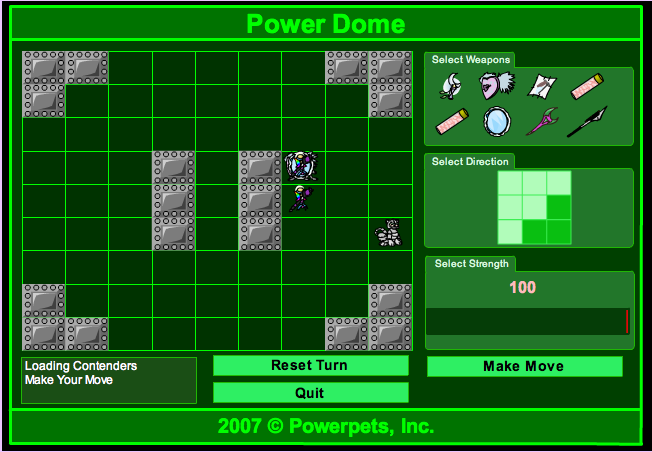 Power Dome
Select Weapons
Select Direction
Select Strength
100
Loading Contenders
Make Your Move
Reset Turn
Quit
Make Move
2007 © Powerpets, Inc.